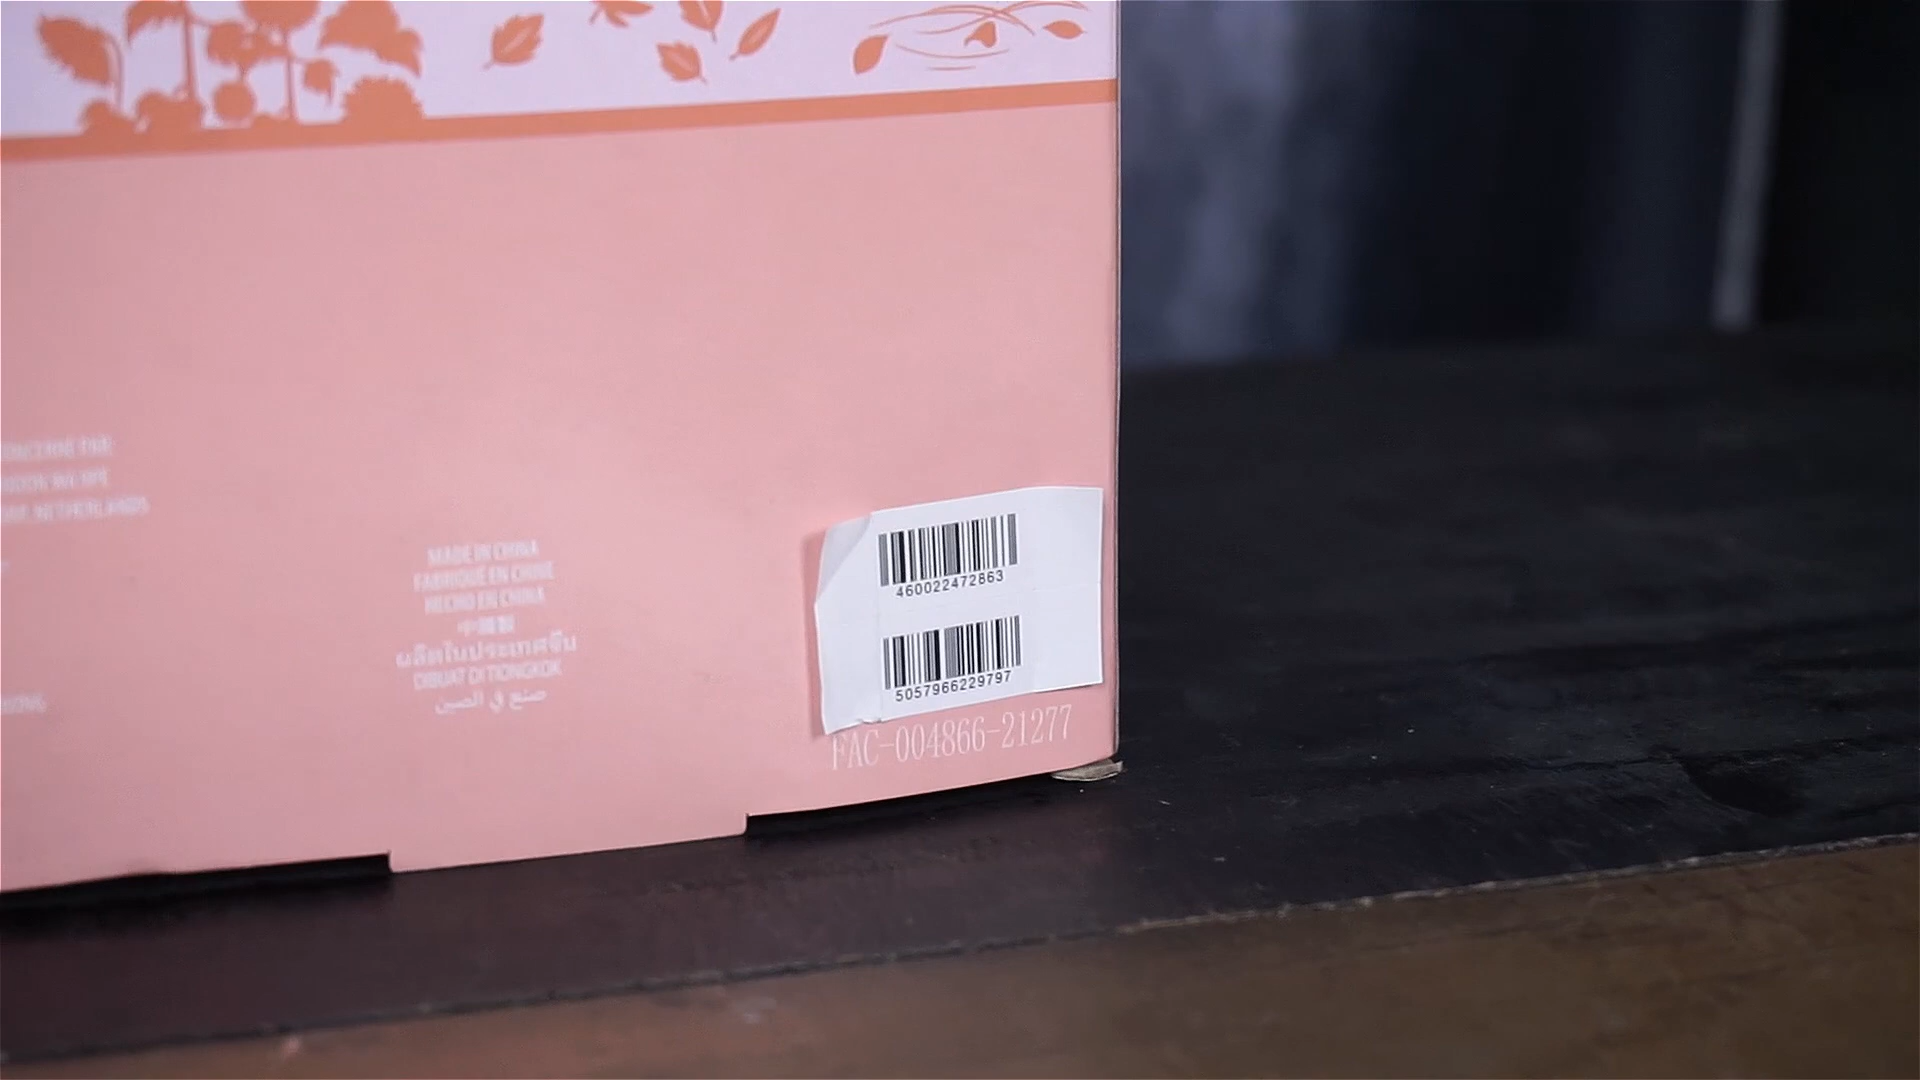 NETHERLANDS
MADE IN CHINA
FABRIQUÉ EN CHINE
HECHO EN CHINA
中國製
ผลิตในประเทศจีน
DIBUAT DI TIONGKOK
صنع في الصين
460022472863
5057966229797
FAC-004866-21277